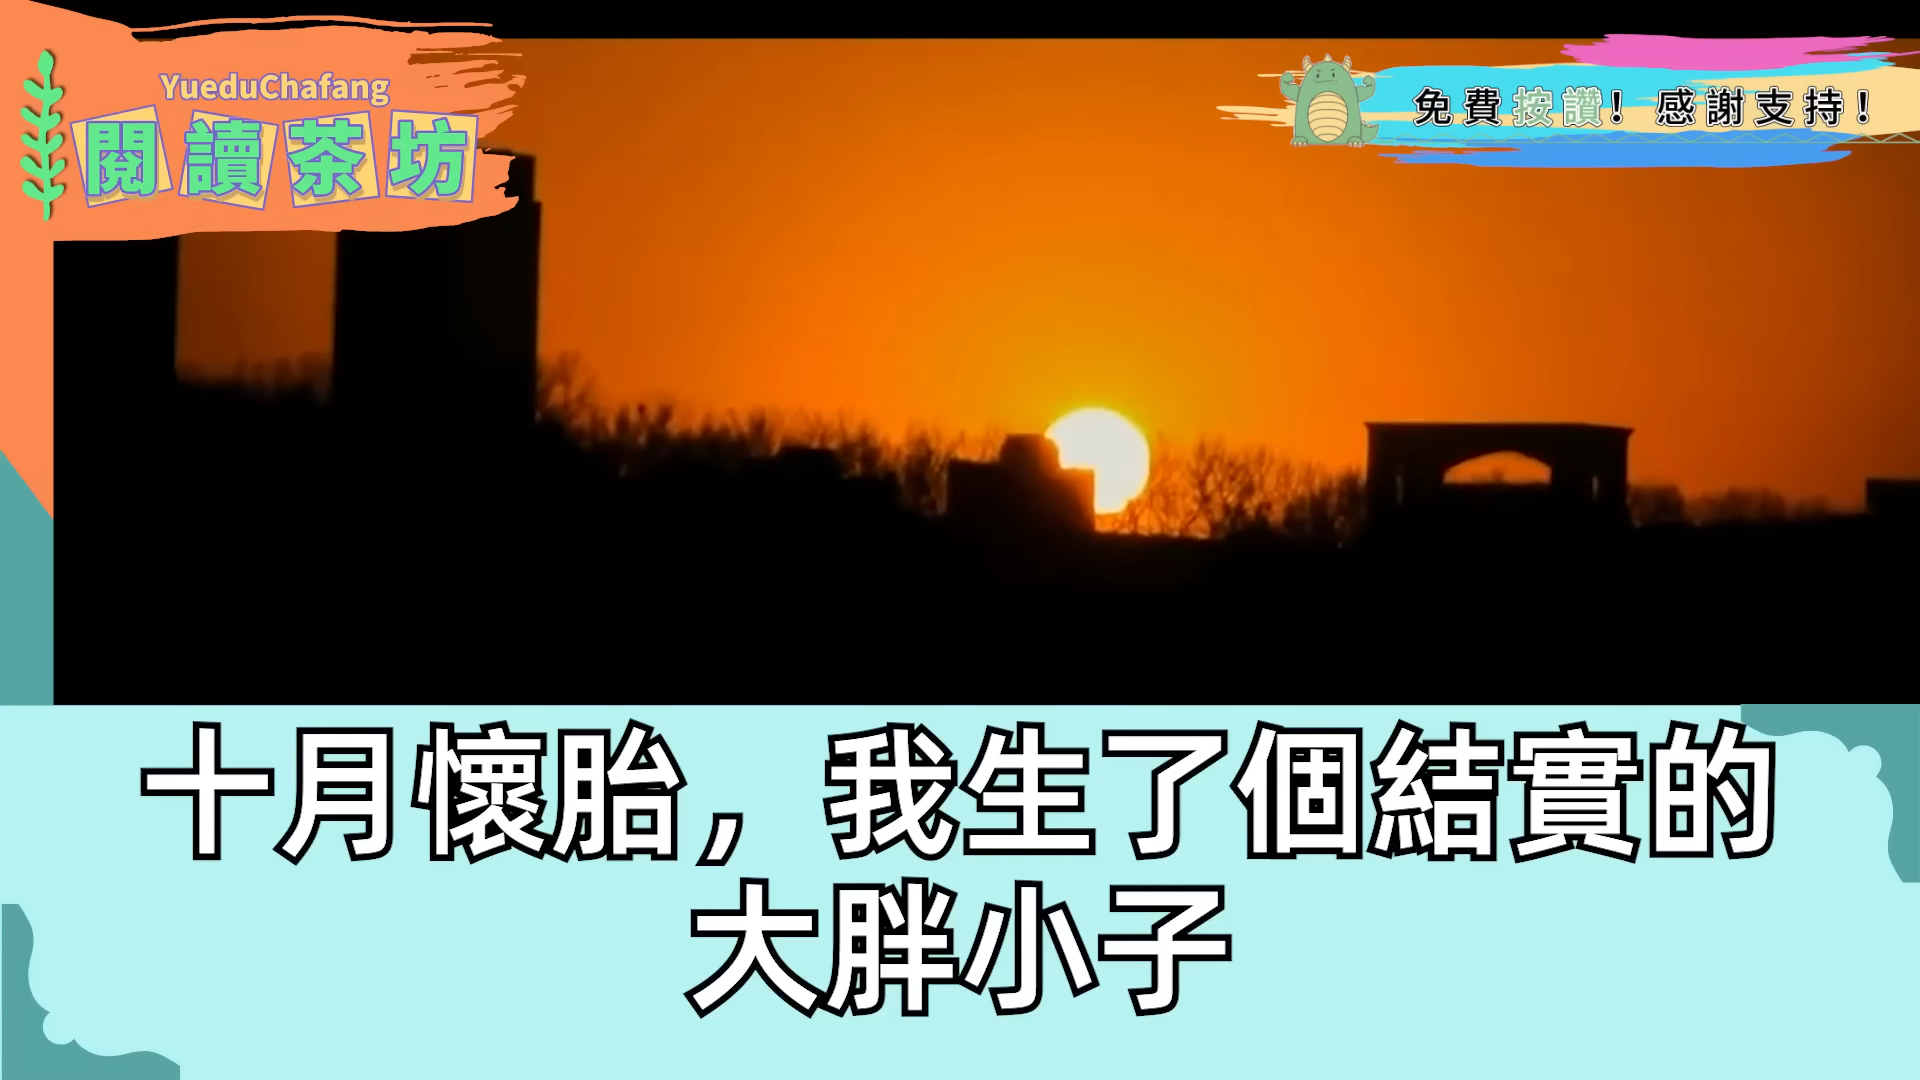 YueduChafang
閱讀茶坊
免費按讚！感謝支持！
十月懷胎，我生了個結實的
大胖小子